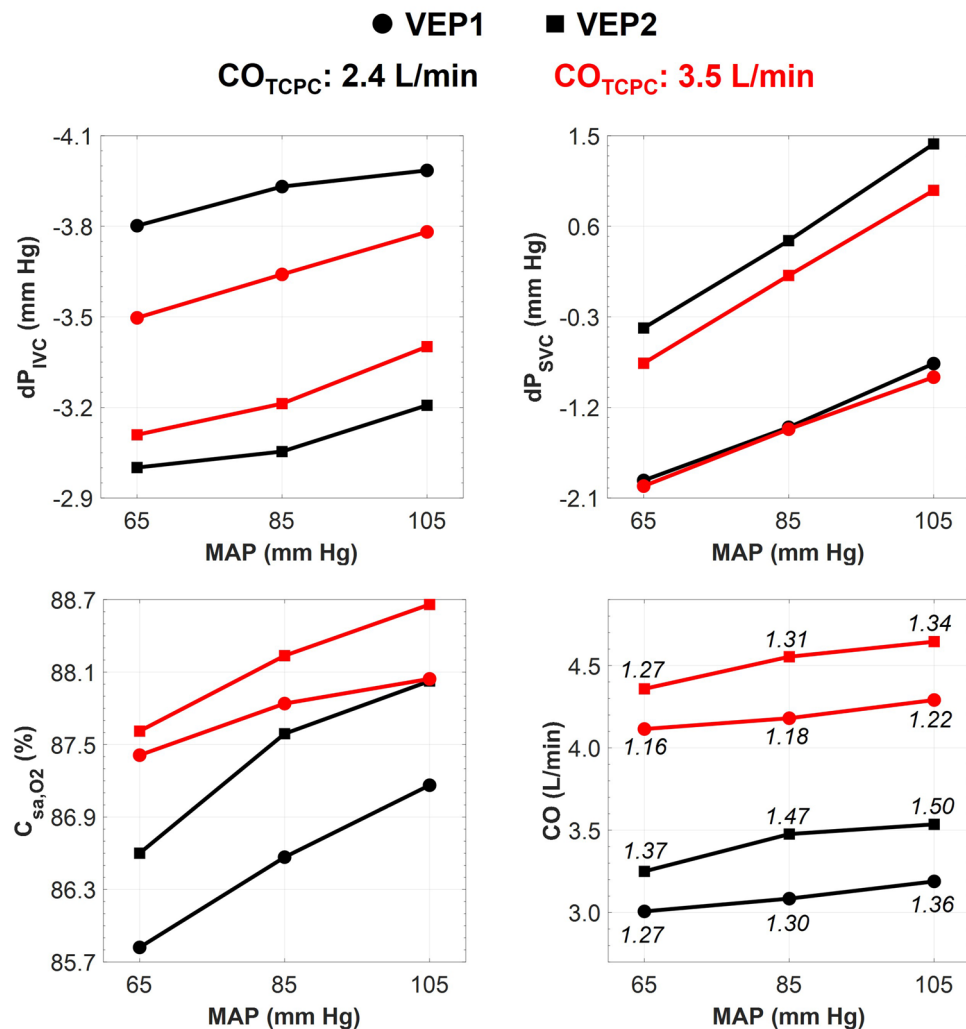 ● VEP1 ■ VEP2
CO_TCPC: 2.4 L/min CO_TCPC: 3.5 L/min
dP_IVC (mm Hg)
-4.1
-3.8
-3.5
-3.2
-2.9
65 85 105
MAP (mm Hg)
dP_SVC (mm Hg)
1.5
0.6
-0.3
-1.2
-2.1
65 85 105
MAP (mm Hg)
C_sa,O2 (%)
88.7
88.1
87.5
86.9
86.3
85.7
65 85 105
MAP (mm Hg)
CO (L/min)
4.5
4.0
3.5
3.0
1.27 1.31 1.34
1.16 1.18 1.22
1.37 1.47 1.50
1.27 1.30 1.36
65 85 105
MAP (mm Hg)